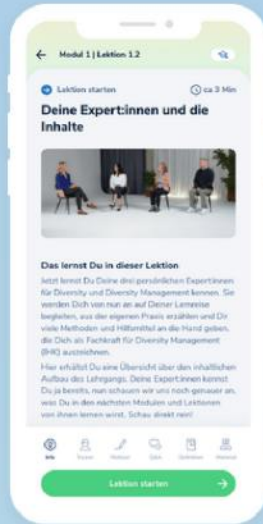 Modul 1 | Lektion 1.2
Lektion starten
ca 3 Min
Deine Expert:innen und die
Inhalte
Das lernst Du in dieser Lektion
Jetzt lernst Du Deine drei persönlichen Expert:innen
für Diversity und Diversity Management kennen. Sie
werden Dich von nun an auf Deiner Lernreise
begleiten, aus der eigenen Praxis erzählen und Dir
viele Methoden und Hilfsmittel an die Hand geben,
die Dich als Fachkraft für Diversity Management
(IHK) auszeichnen.
Hier erhältst Du eine Übersicht über den inhaltlichen
Aufbau des Lehrgangs. Deine Expert:innen kennst
Du ja bereits, nun schauen wir uns noch genauer an,
was Du in den nächsten Modulen und Lektionen
von ihnen lernen wirst. Schau direkt rein!
Info
Notizen
Material
Lektion starten